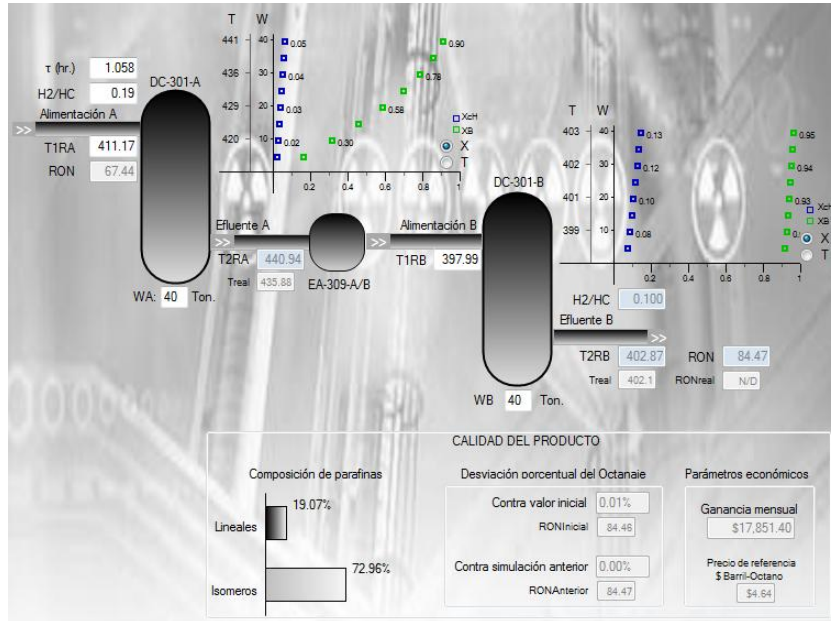 T W
441 40 0.05 0.90
τ (hr.) 1.058
DC-301-A
436 30 0.04 0.78
H2/HC 0.19
Alimentación A
429 20 0.03 0.58
XcH
XB
>>
T1RA 411.17
420 10 0.02 0.30
X
T
RON 67.44
0.2 0.4 0.6 0.8 1
T W
403 40 0.13 0.95
402 30 0.12 0.94
DC-301-B
401 20 0.10 0.93
XcH
XB
399 10 0.08
X
T
0.2 0.4 0.6 0.8 1
Efluente A
Alimentación B
>> >>
T2RA 440.94
T1RB 397.99
Treal 435.88
EA-309-A/B
WA: 40 Ton.
H2/HC 0.100
Efluente B
>>
T2RB 402.87 RON 84.47
Treal 402.1 RONreal N/D
WB 40 Ton.
CALIDAD DEL PRODUCTO
Composición de parafinas
19.07%
Lineales
72.96%
Isomeros
Desviación porcentual del Octanaje
Contra valor inicial 0.01%
RONInicial 84.46
Contra simulación anterior 0.00%
RONAnterior 84.47
Parámetros económicos
Ganancia mensual
$17,851.40
Precio de referencia
$ Barril-Octano
$4.64